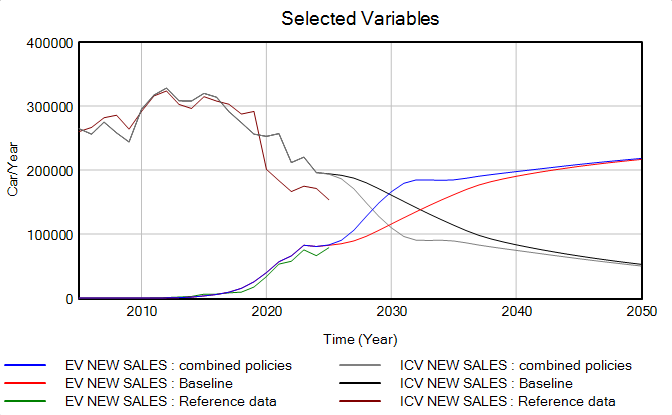 Selected Variables
400000
300000
200000
100000
0
Car/Year
2010
2020
2030
2040
2050
Time (Year)
EV NEW SALES : combined policies
ICV NEW SALES : combined policies
EV NEW SALES : Baseline
ICV NEW SALES : Baseline
EV NEW SALES : Reference data
ICV NEW SALES : Reference data